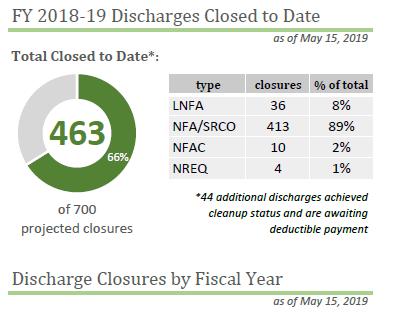 FY 2018-19 Discharges Closed to Date
as of May 15, 2019
Total Closed to Date*:
463
66%
of 700
projected closures
type closures % of total
LNFA 36 8%
NFA/SRCO 413 89%
NFAC 10 2%
NREQ 4 1%
*44 additional discharges achieved
cleanup status and are awaiting
deductible payment
Discharge Closures by Fiscal Year
as of May 15, 2019